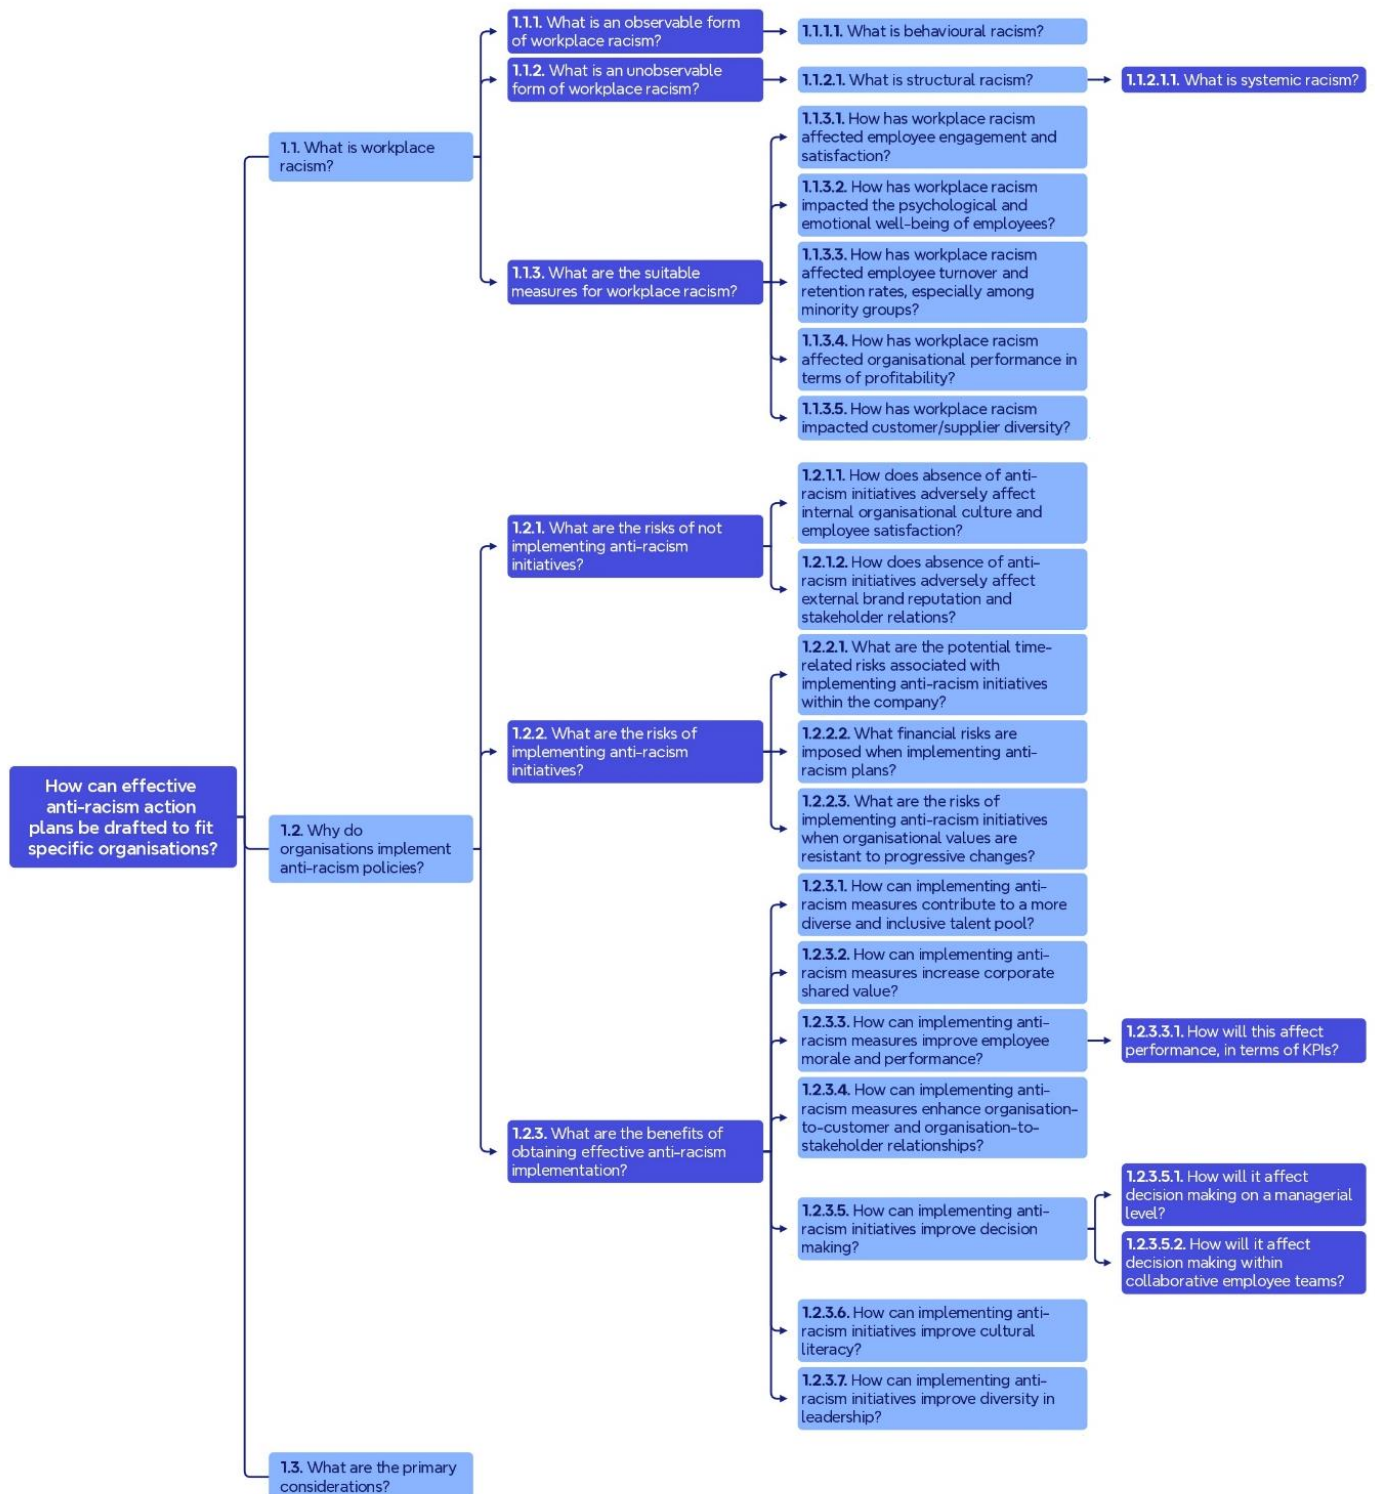 How can effective
anti-racism action
plans be drafted to fit
specific organisations?
1.1. What is workplace
racism?
1.1.1. What is an observable form
of workplace racism?
1.1.1.1. What is behavioural racism?
1.1.2. What is an unobservable
form of workplace racism?
1.1.2.1. What is structural racism?
1.1.2.1.1. What is systemic racism?
1.1.3. What are the suitable
measures for workplace racism?
1.1.3.1. How has workplace racism
affected employee engagement and
satisfaction?
1.1.3.2. How has workplace racism
impacted the psychological and
emotional well-being of employees?
1.1.3.3. How has workplace racism
affected employee turnover and
retention rates, especially among
minority groups?
1.1.3.4. How has workplace racism
affected organisational performance in
terms of profitability?
1.1.3.5. How has workplace racism
impacted customer/supplier diversity?
1.2. Why do
organisations implement
anti-racism policies?
1.2.1. What are the risks of not
implementing anti-racism
initiatives?
1.2.1.1. How does absence of anti-
racism initiatives adversely affect
internal organisational culture and
employee satisfaction?
1.2.1.2. How does absence of anti-
racism initiatives adversely affect
external brand reputation and
stakeholder relations?
1.2.2. What are the risks of
implementing anti-racism
initiatives?
1.2.2.1. What are the potential time-
related risks associated with
implementing anti-racism initiatives
within the company?
1.2.2.2. What financial risks are
imposed when implementing anti-
racism plans?
1.2.2.3. What are the risks of
implementing anti-racism initiatives
when organisational values are
resistant to progressive changes?
1.2.3. What are the benefits of
obtaining effective anti-racism
implementation?
1.2.3.1. How can implementing anti-
racism measures contribute to a more
diverse and inclusive talent pool?
1.2.3.2. How can implementing anti-
racism measures increase corporate
shared value?
1.2.3.3. How can implementing anti-
racism measures improve employee
morale and performance?
1.2.3.3.1. How will this affect
performance, in terms of KPIs?
1.2.3.4. How can implementing anti-
racism measures enhance organisation-
to-customer and organisation-to-
stakeholder relationships?
1.2.3.5. How can implementing anti-
racism initiatives improve decision
making?
1.2.3.5.1. How will it affect
decision making on a managerial
level?
1.2.3.5.2. How will it affect
decision making within
collaborative employee teams?
1.2.3.6. How can implementing anti-
racism initiatives improve cultural
literacy?
1.2.3.7. How can implementing anti-
racism initiatives improve diversity in
leadership?
1.3. What are the primary
considerations?